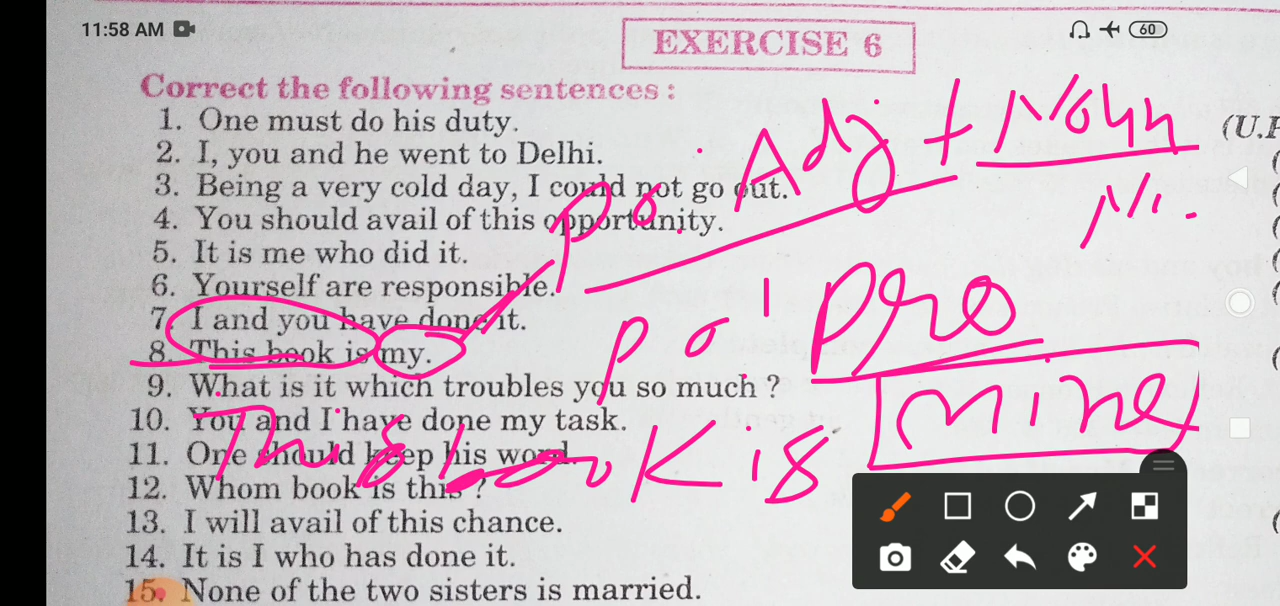 11:58 AM
60
EXERCISE 6
Correct the following sentences :
(U.P
1. One must do his duty.
2. I, you and he went to Delhi.
3. Being a very cold day, I could not go out.
4. You should avail of this opportunity.
5. It is me who did it.
6. Yourself are responsible.
7. I and you have done it.
8. This book is my.
9. What is it which troubles you so much ?
10. You and I have done my task.
11. One should keep his word.
12. Whom book is this ?
13. I will avail of this chance.
14. It is I who has done it.
15. None of the two sisters is married.
Po. Adj + Noun
N.
Po' Pro
mine
This book is